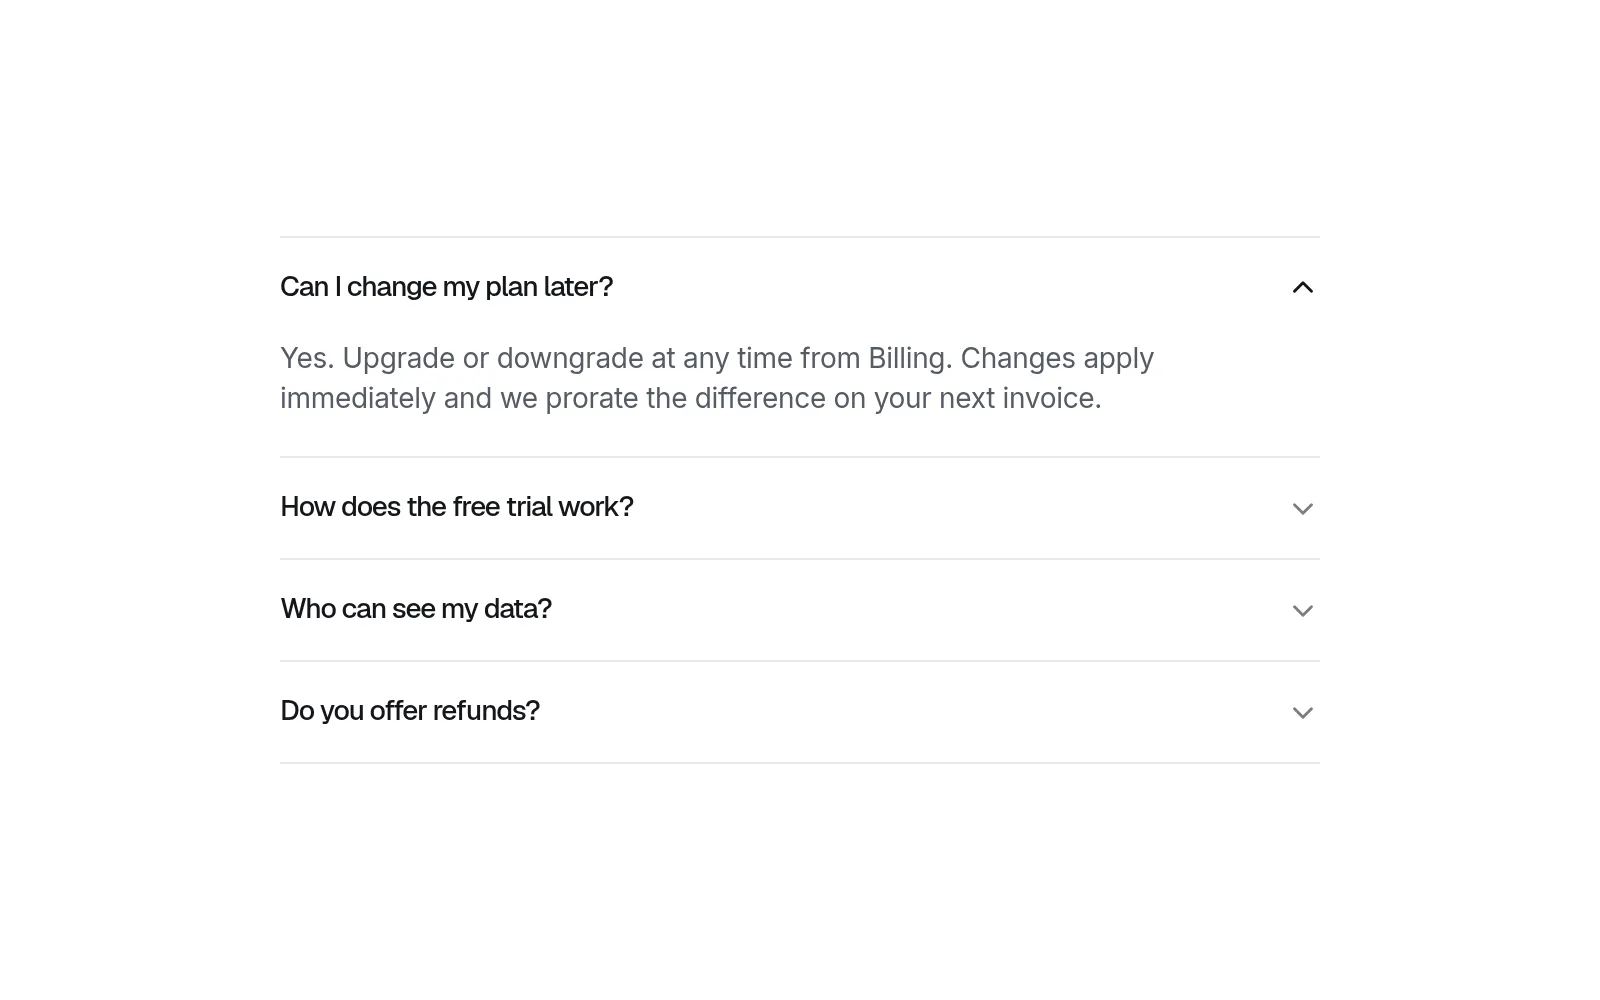 Can I change my plan later?
Yes. Upgrade or downgrade at any time from Billing. Changes apply
immediately and we prorate the difference on your next invoice.
How does the free trial work?
Who can see my data?
Do you offer refunds?